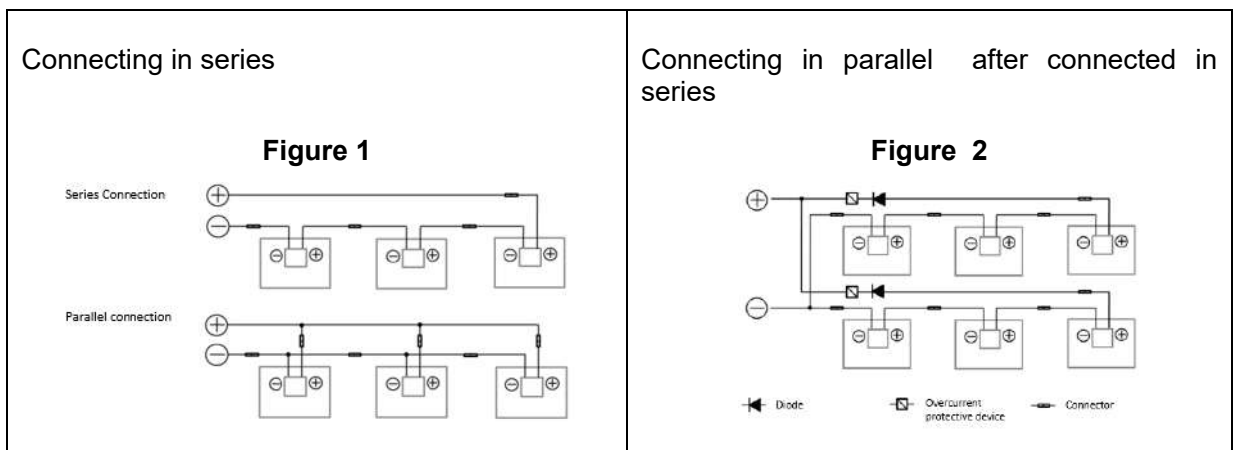 Connecting in series
Figure 1
Series Connection
+
−
− +
− +
− +
Parallel connection
+
−
− +
− +
− +
Connecting in parallel after connected in
series
Figure 2
+
− +
− +
− +
−
− +
− +
− +
Diode
Overcurrent
protective device
Connector